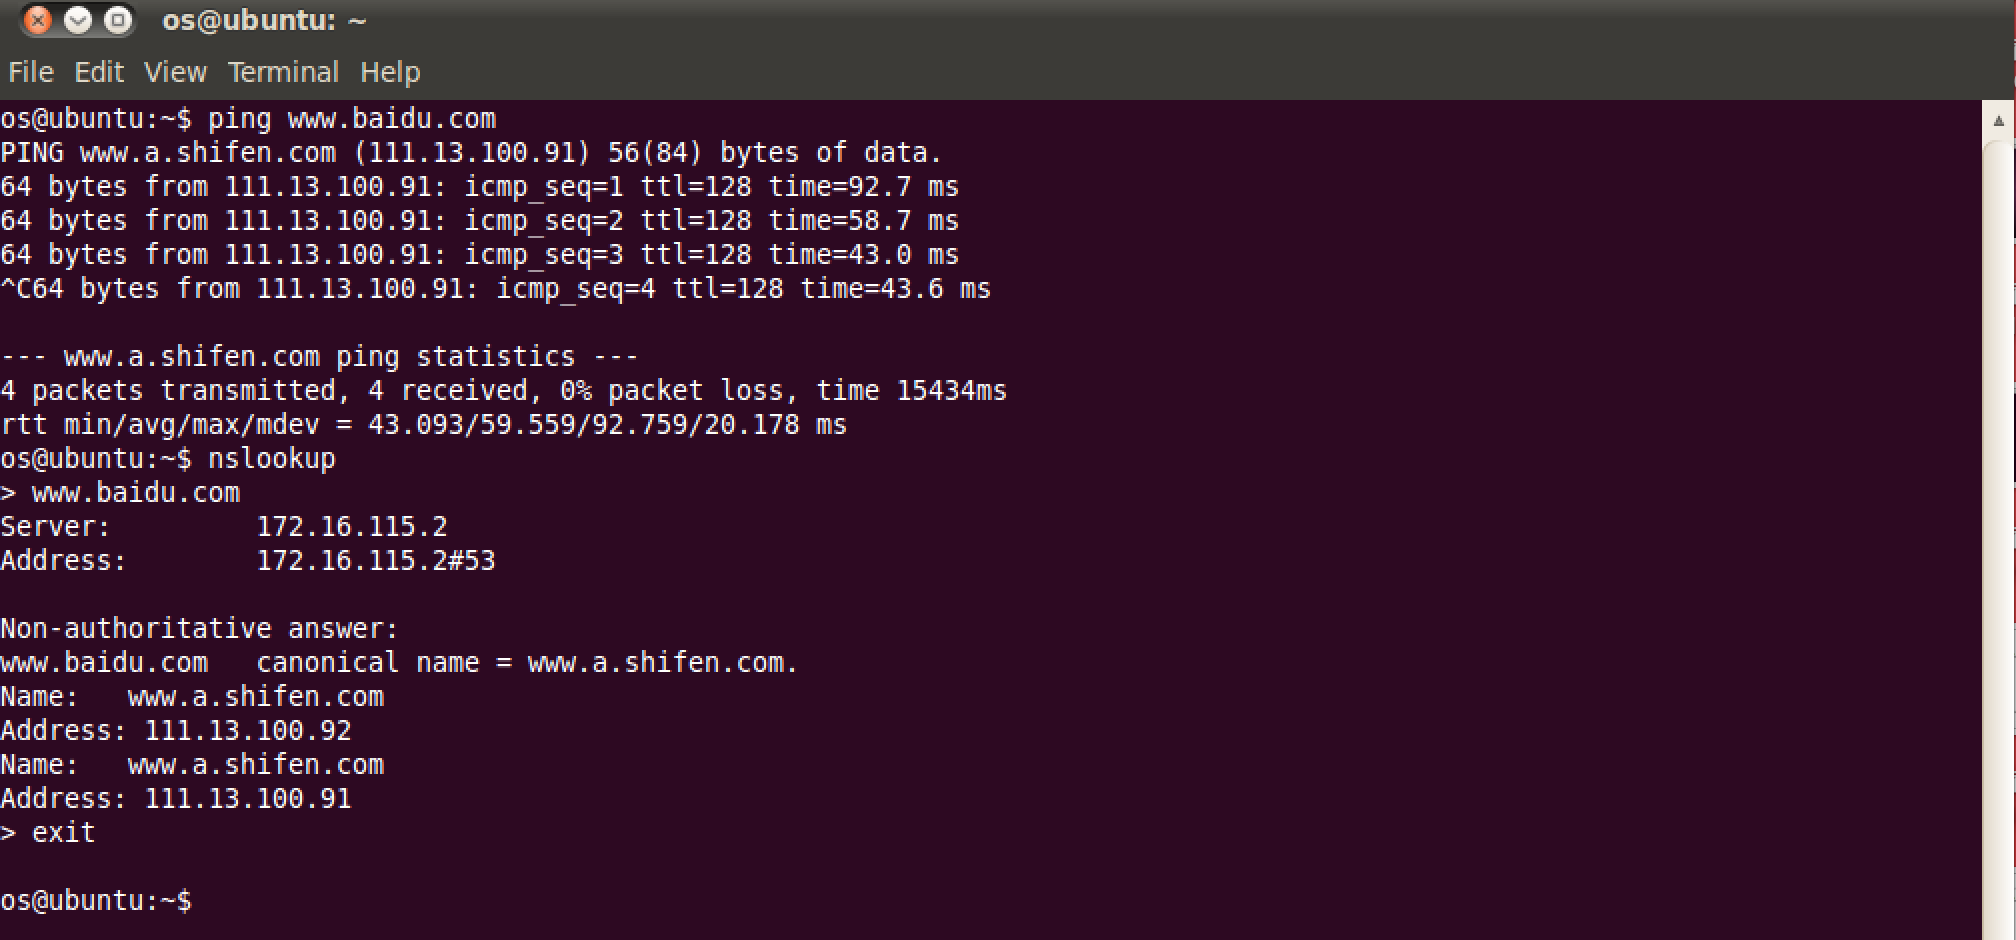 os@ubuntu: ~
File Edit View Terminal Help
os@ubuntu:~$ ping www.baidu.com
PING www.a.shifen.com (111.13.100.91) 56(84) bytes of data.
64 bytes from 111.13.100.91: icmp_seq=1 ttl=128 time=92.7 ms
64 bytes from 111.13.100.91: icmp_seq=2 ttl=128 time=58.7 ms
64 bytes from 111.13.100.91: icmp_seq=3 ttl=128 time=43.0 ms
^C64 bytes from 111.13.100.91: icmp_seq=4 ttl=128 time=43.6 ms
--- www.a.shifen.com ping statistics ---
4 packets transmitted, 4 received, 0% packet loss, time 15434ms
rtt min/avg/max/mdev = 43.093/59.559/92.759/20.178 ms
os@ubuntu:~$ nslookup
> www.baidu.com
Server:         172.16.115.2
Address:        172.16.115.2#53
Non-authoritative answer:
www.baidu.com   canonical name = www.a.shifen.com.
Name:   www.a.shifen.com
Address: 111.13.100.92
Name:   www.a.shifen.com
Address: 111.13.100.91
> exit
os@ubuntu:~$